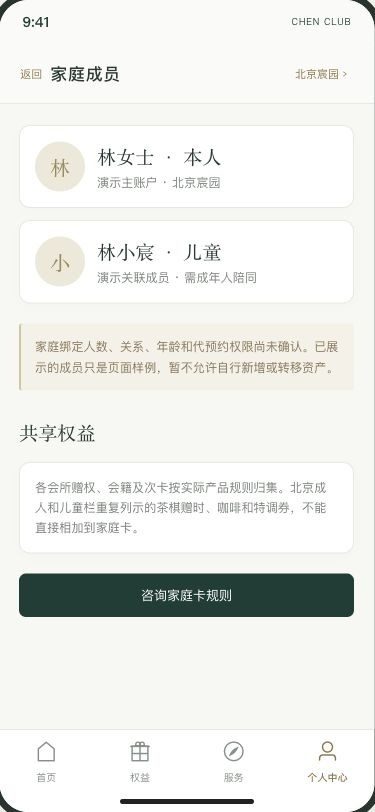 9:41 CHEN CLUB
返回 家庭成员 北京宸园 ›
林 林女士 · 本人
演示主账户 · 北京宸园
小 林小宸 · 儿童
演示关联成员 · 需成年人陪同
家庭绑定人数、关系、年龄和代预约权限尚未确认。已展
示的成员只是页面样例，暂不允许自行新增或转移资产。
共享权益
各会所赠权、会籍及次卡按实际产品规则归集。北京成
人和儿童栏重复列示的茶棋赠时、咖啡和特调券，不能
直接相加到家庭卡。
咨询家庭卡规则
首页 权益 服务 个人中心